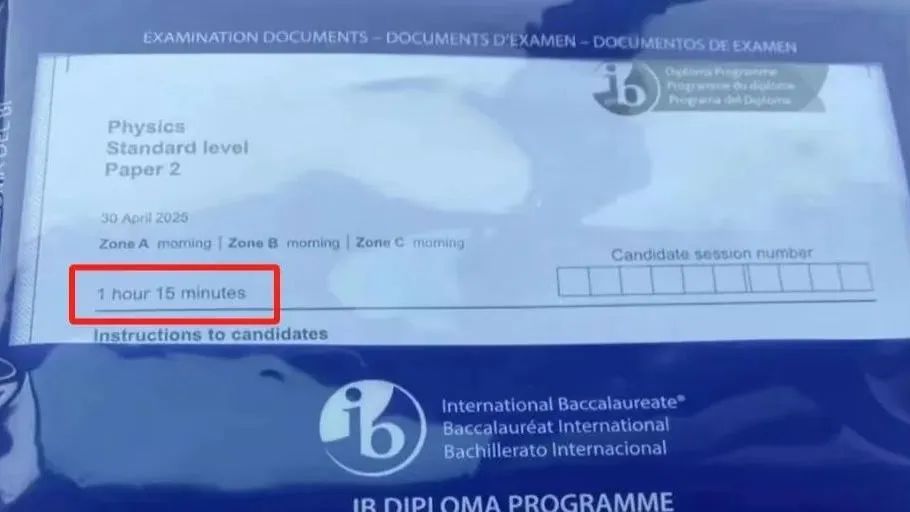 EXAMINATION DOCUMENTS – DOCUMENTS D'EXAMEN – DOCUMENTOS DE EXAMEN
ib
Diploma Programme
Programme du diplôme
Programa del Diploma
Physics
Standard level
Paper 2
30 April 2025
Zone A morning | Zone B morning | Zone C morning
Candidate session number
1 hour 15 minutes
Instructions to candidates
ib
International Baccalaureate®
Baccalauréat International
Bachillerato Internacional
IB DIPLOMA PROGRAMME